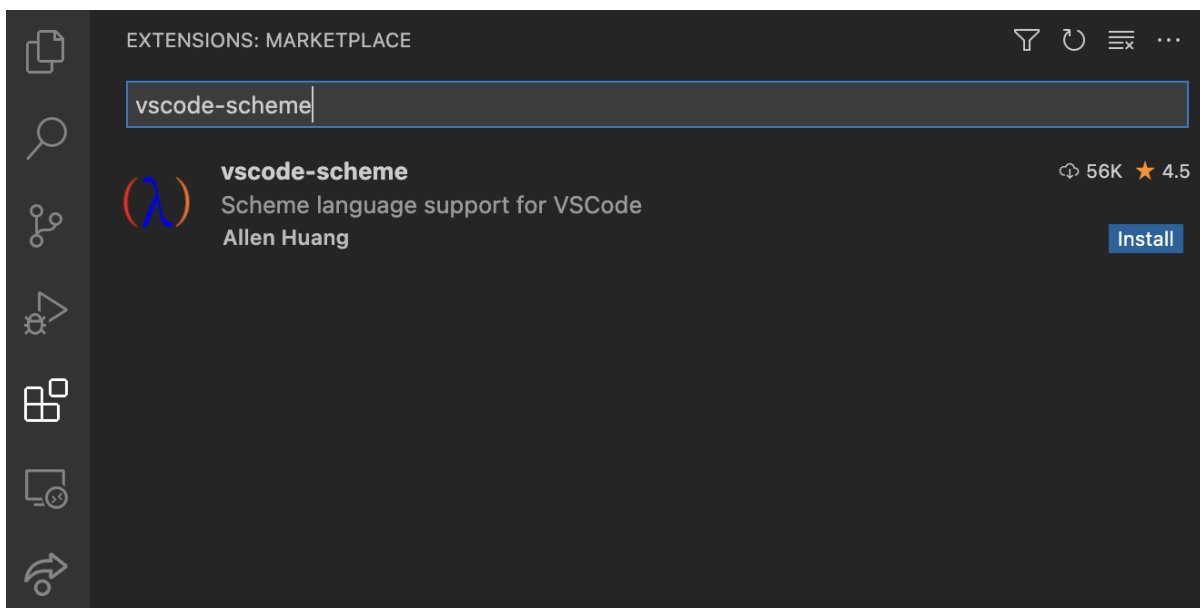 EXTENSIONS: MARKETPLACE
vscode-scheme
(λ)
vscode-scheme 56K ★ 4.5
Scheme language support for VSCode
Allen Huang Install